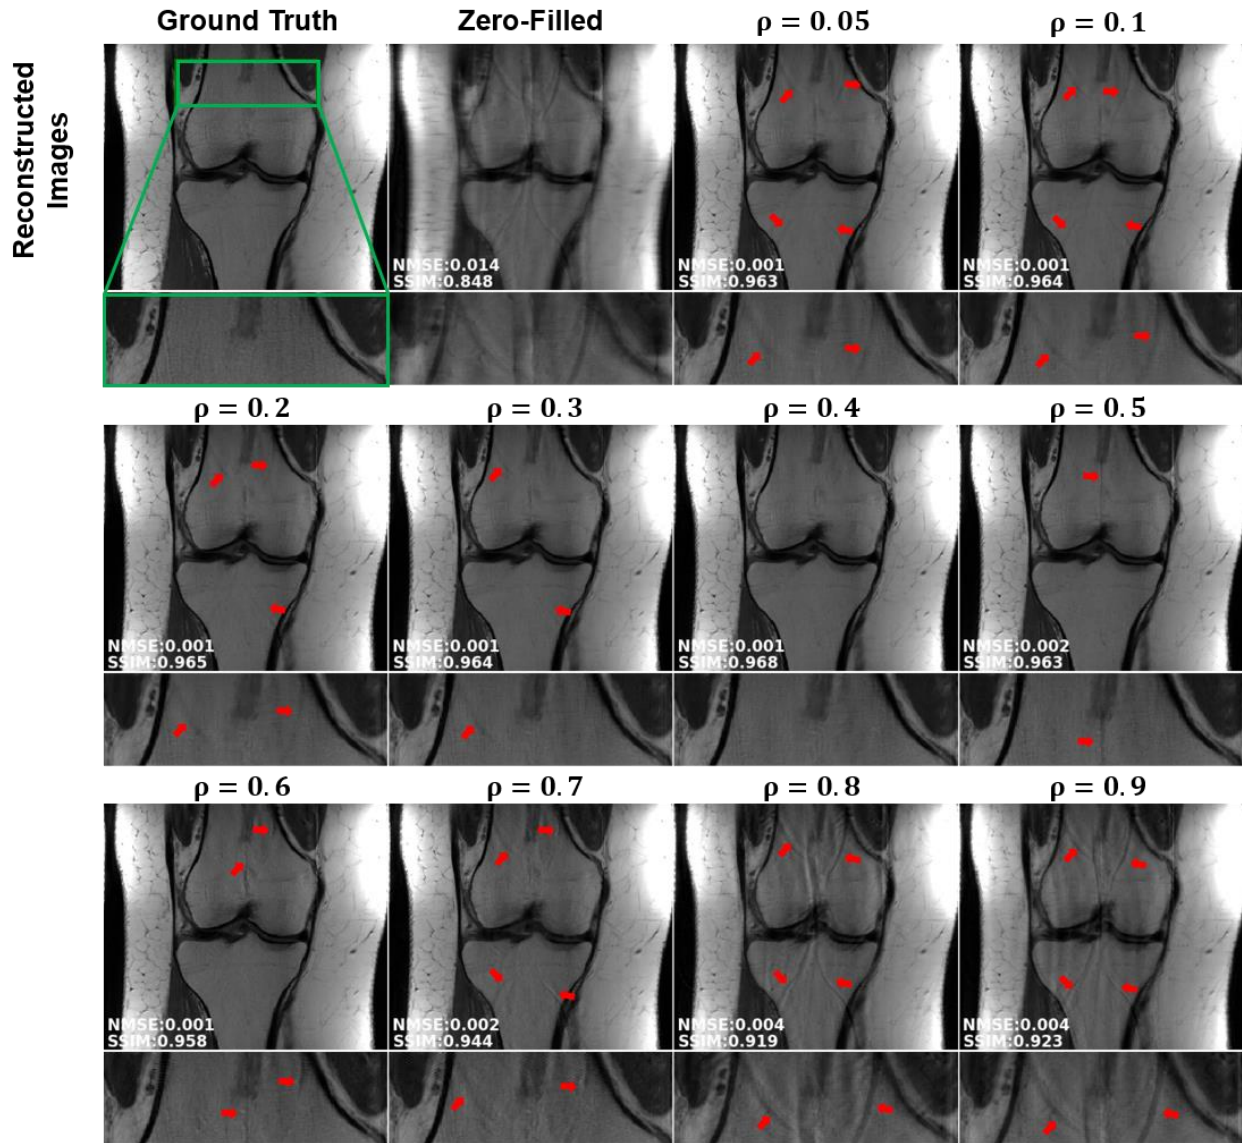 Ground Truth
Zero-Filled
ρ = 0.05
ρ = 0.1
Reconstructed
Images
NMSE:0.014
SSIM:0.848
NMSE:0.001
SSIM:0.963
NMSE:0.001
SSIM:0.964
ρ = 0.2
ρ = 0.3
ρ = 0.4
ρ = 0.5
NMSE:0.001
SSIM:0.965
NMSE:0.001
SSIM:0.964
NMSE:0.001
SSIM:0.968
NMSE:0.002
SSIM:0.963
ρ = 0.6
ρ = 0.7
ρ = 0.8
ρ = 0.9
NMSE:0.001
SSIM:0.958
NMSE:0.002
SSIM:0.944
NMSE:0.004
SSIM:0.919
NMSE:0.004
SSIM:0.923